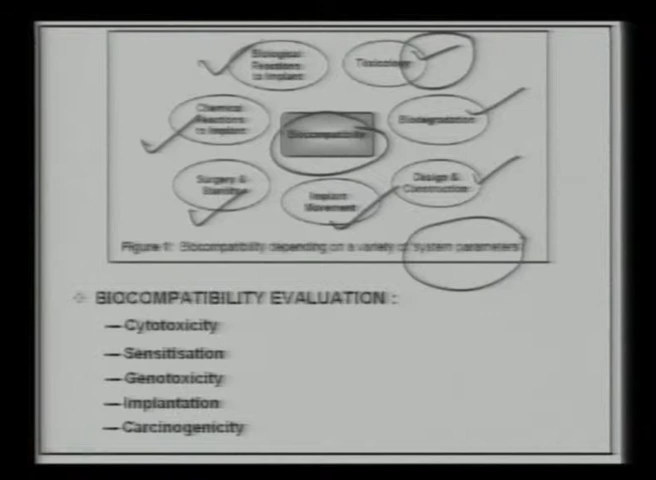 Biological
Reactions
to Implant
Toxicology
Chemical
Reactions
to Implant
Biocompatibility
Biodegradation
Surgery &
Implant
Movement
Design &
Construction
Figure 1: Biocompatibility depending on a variety of system parameters
BIOCOMPATIBILITY EVALUATION :
—Cytotoxicity
—Sensitisation
—Genotoxicity
—Implantation
—Carcinogenicity